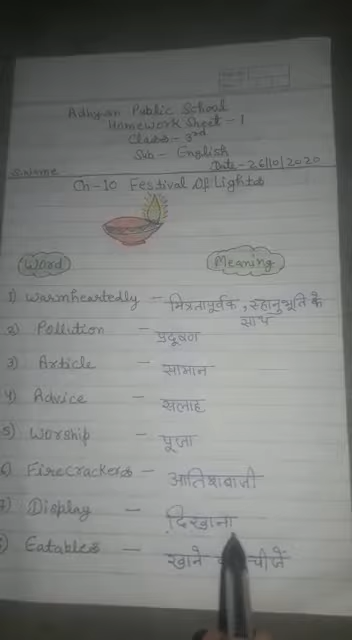 Adhyan Public School
Homework Sheet - 1
Class - 3rd
Sub - English
S.Name Date - 26/10/2020
Ch-10 Festival Of Lights
Word Meaning
1) Warmheartedly - मित्रतापूर्वक, सहानुभूति के साथ
2) Pollution - प्रदूषण
3) Article - सामान
4) Advice - सलाह
5) Worship - पूजा
6) Firecrackers - आतिशबाजी
7) Display - दिखाना
8) Eatables - खाने चीजें